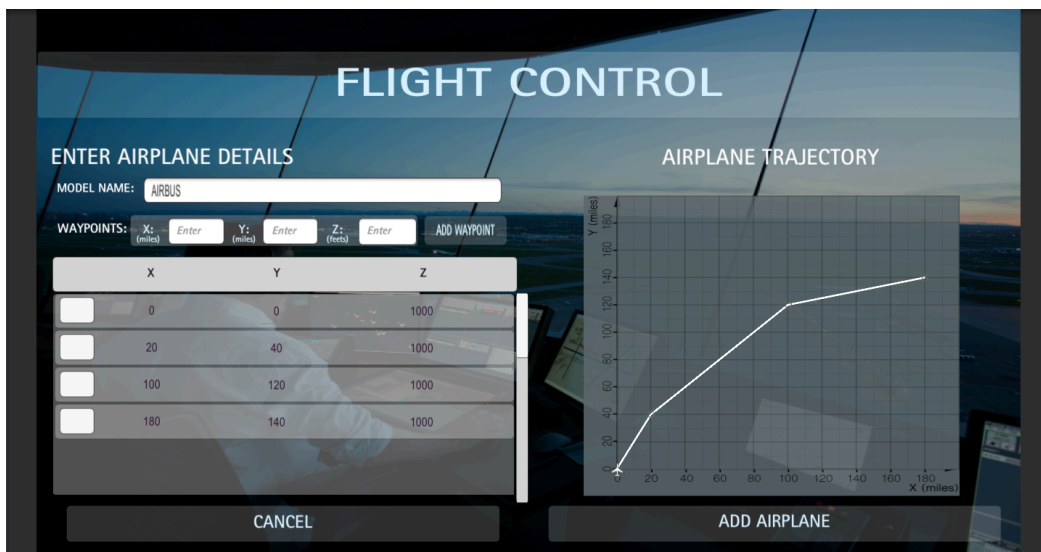 FLIGHT CONTROL
ENTER AIRPLANE DETAILS
MODEL NAME: AIRBUS
WAYPOINTS: X: (miles) Enter Y: (miles) Enter Z: (feets) Enter ADD WAYPOINT
X Y Z
0 0 1000
20 40 1000
100 120 1000
180 140 1000
CANCEL
AIRPLANE TRAJECTORY
Y (miles)
180
160
140
120
100
80
60
40
20
0
0 20 40 60 80 100 120 140 160 180
X (miles)
ADD AIRPLANE